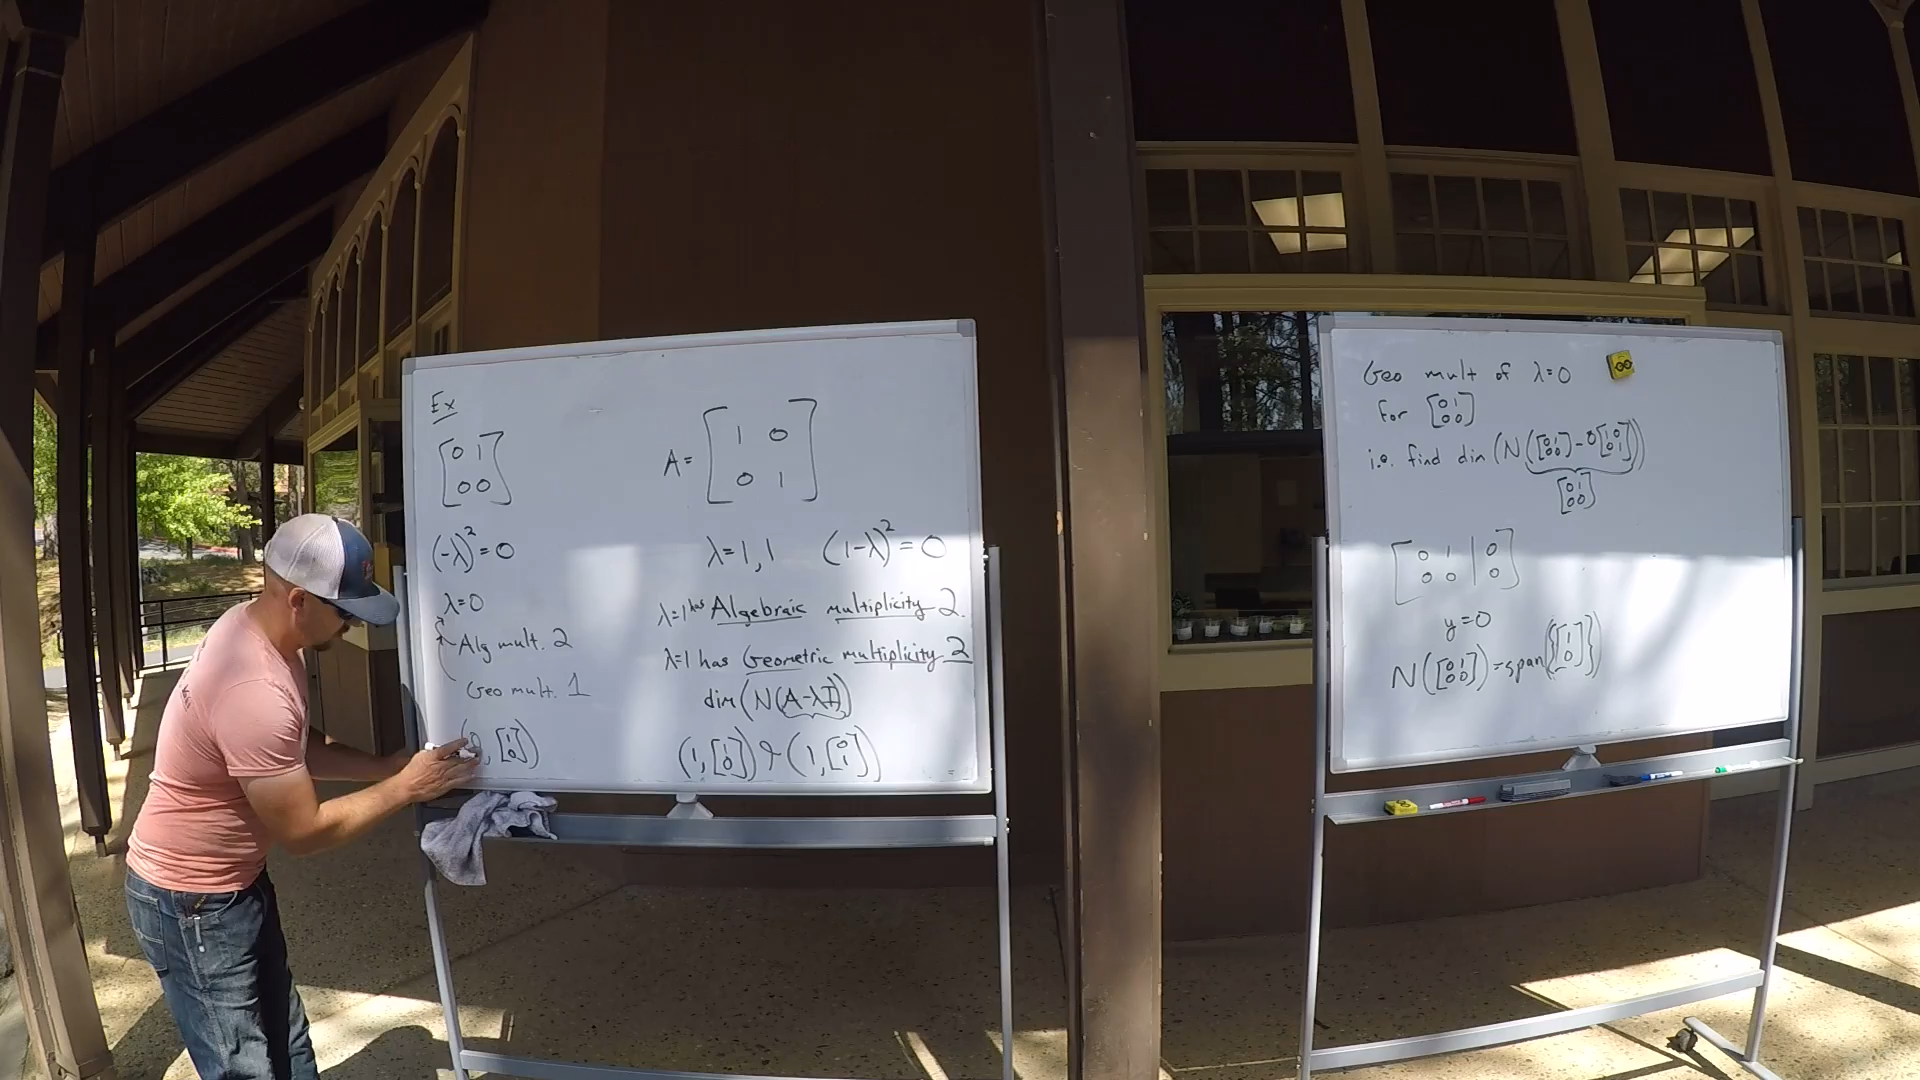 Ex
[0 1
0 0]
(-λ)² = 0
λ=0
Alg mult. 2
Geo mult. 1
(0, [1 0])
A = [1 0
0 1]
λ=1,1 (1-λ)² = 0
λ=1 has Algebraic multiplicity 2.
λ=1 has Geometric multiplicity 2
dim(N(A-λI))
(1, [1 0]) & (1, [0 1])
Geo mult of λ=0
for [0 1
0 0]
i.e. find dim (N([0 1 0 0] - 0[1 0 0 1]))
[0 1
0 0]
[0 1 | 0
0 0 | 0]
y=0
N([0 1 0 0]) = span({[1 0]})